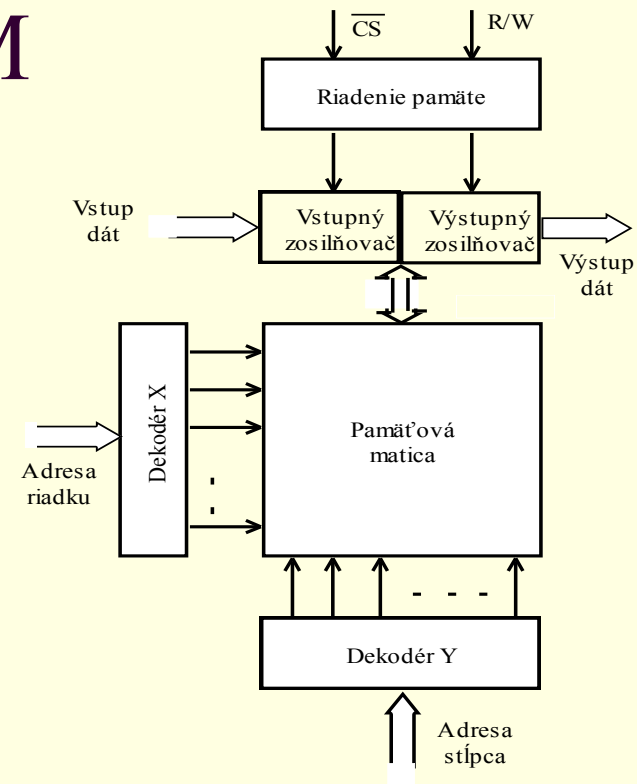 M
CS
R/W
Riadenie pamäte
Vstup
dát
Vstupný
zosilňovač
Výstupný
zosilňovač
Výstup
dát
Dekodér X
Pamäťová
matica
Adresa
riadku
Dekodér Y
Adresa
stĺpca